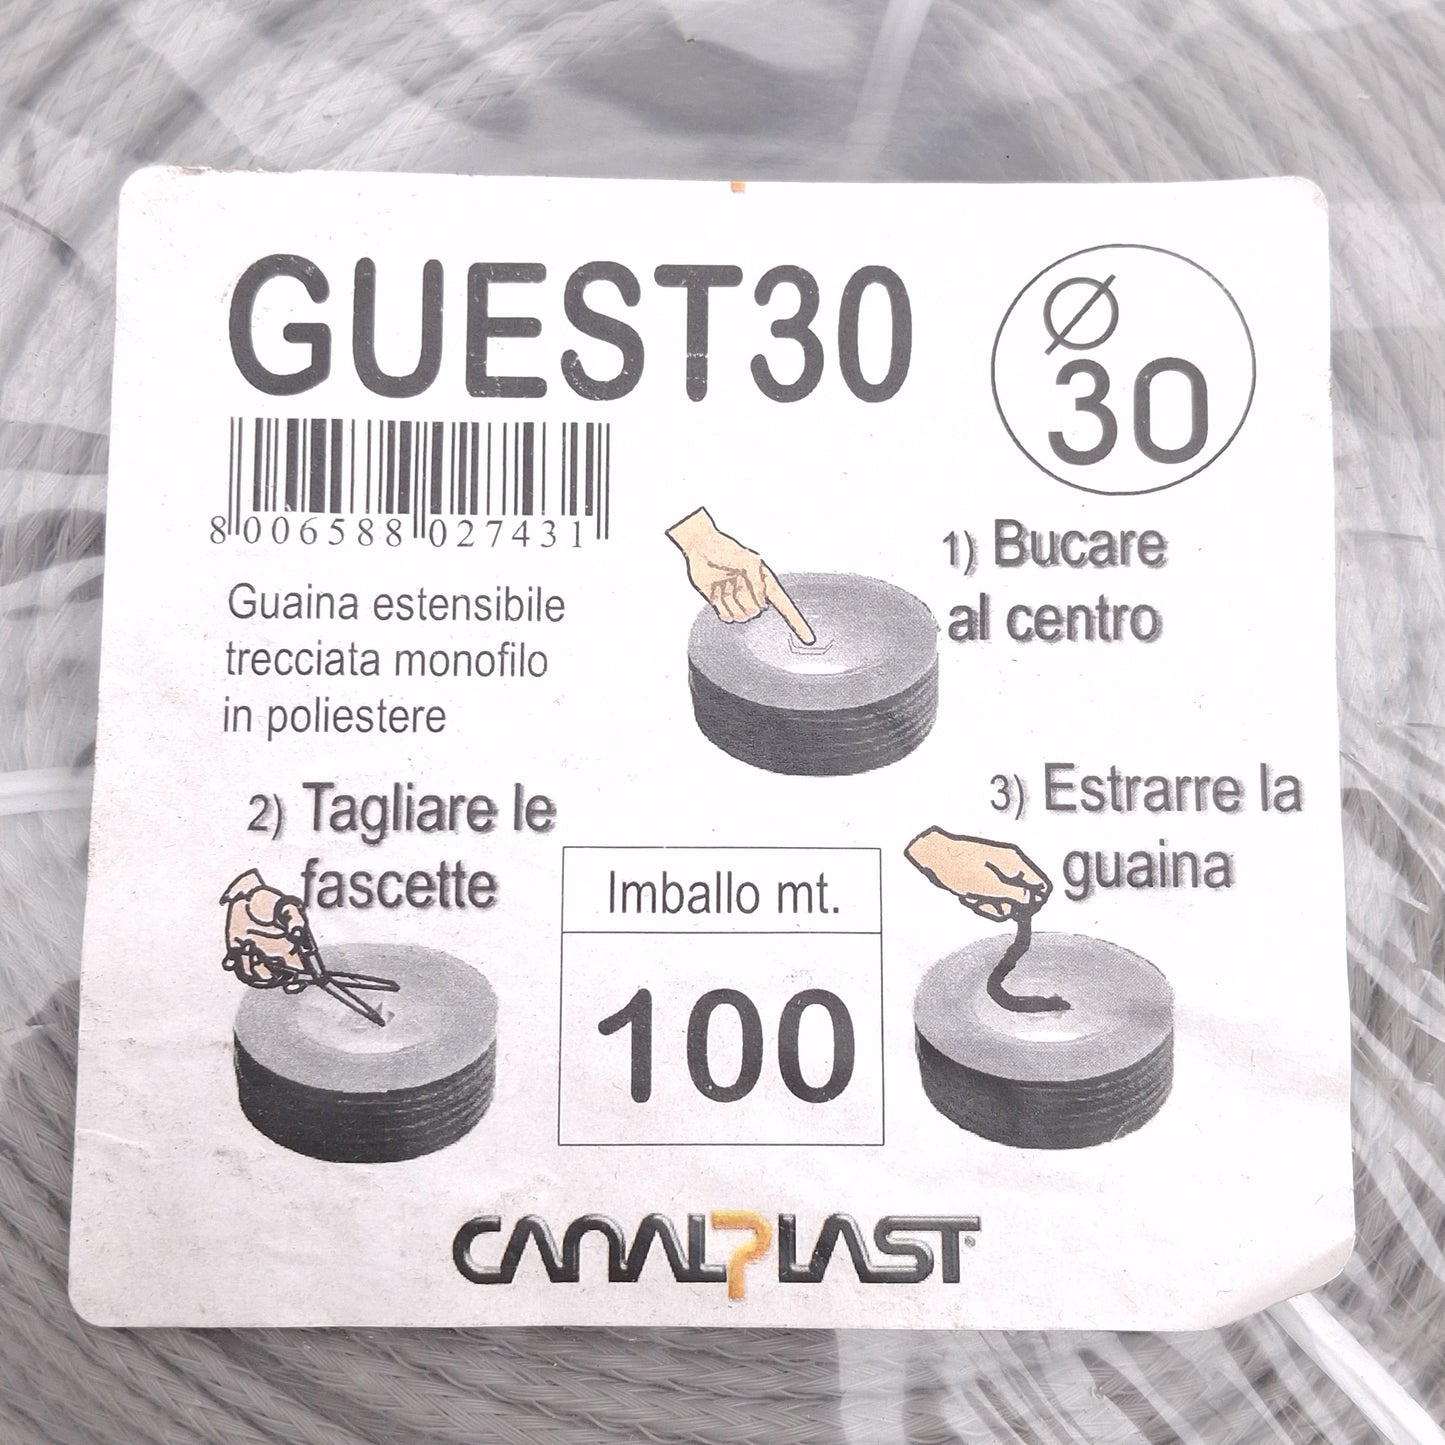 GUEST30
Ø
30
8 006588 027431
Guaina estensibile
trecciata monofilo
in poliestere
1) Bucare
al centro
2) Tagliare le
fascette
3) Estrarre la
guaina
Imballo mt.
100
CANALPLAST®